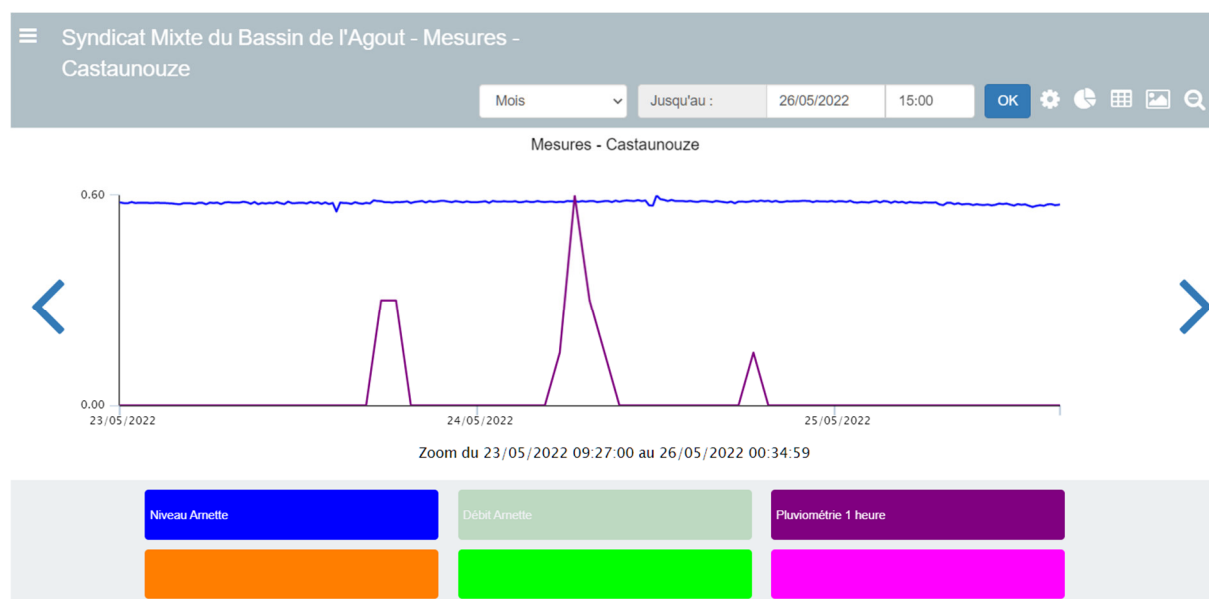 Syndicat Mixte du Bassin de l'Agout - Mesures -
Castaunouze
Mois Jusqu'au : 26/05/2022 15:00 OK
Mesures - Castaunouze
0.60
0.00
23/05/2022 24/05/2022 25/05/2022
Zoom du 23/05/2022 09:27:00 au 26/05/2022 00:34:59
Niveau Arnette Débit Arnette Pluviométrie 1 heure